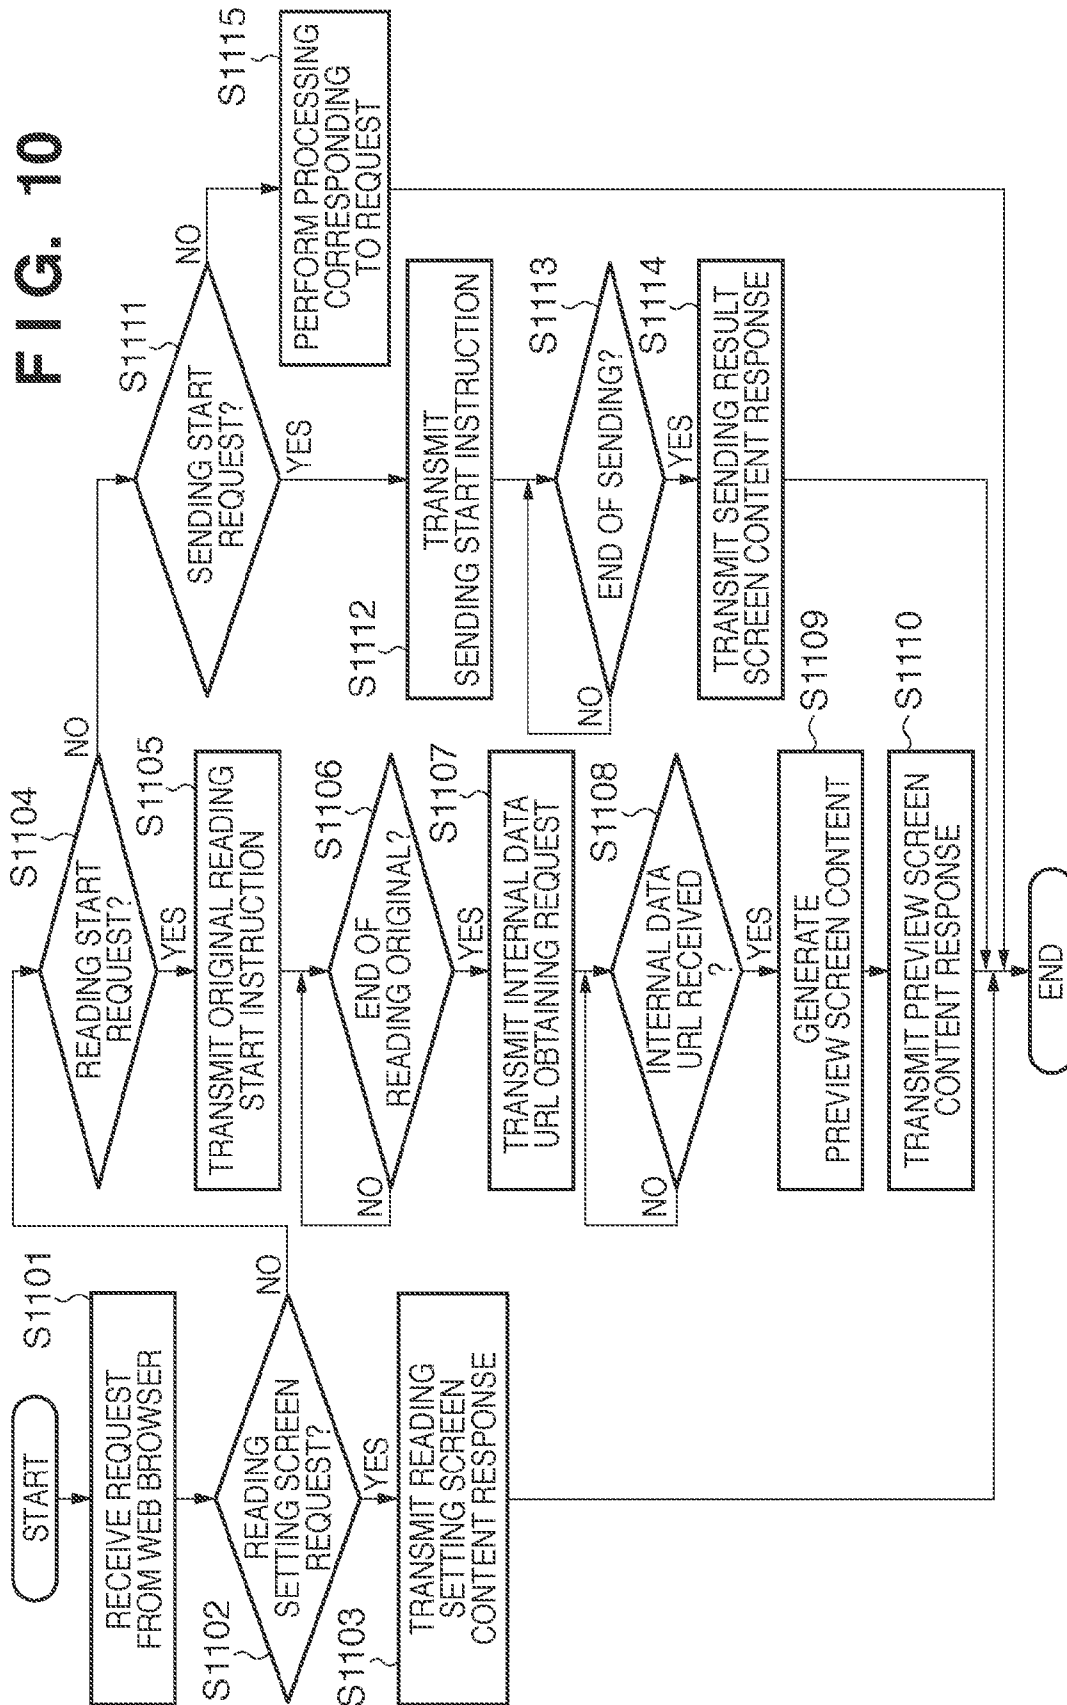 FIG. 10
START
S1101
RECEIVE REQUEST
FROM WEB BROWSER
S1102
READING
SETTING SCREEN
REQUEST?
NO
YES
S1103
TRANSMIT READING
SETTING SCREEN
CONTENT RESPONSE
S1104
READING START
REQUEST?
NO
YES
S1105
TRANSMIT ORIGINAL READING
START INSTRUCTION
S1106
END OF
READING ORIGINAL?
NO
YES
S1107
TRANSMIT INTERNAL DATA
URL OBTAINING REQUEST
S1108
INTERNAL DATA
URL RECEIVED
?
NO
YES
S1109
GENERATE
PREVIEW SCREEN CONTENT
S1110
TRANSMIT PREVIEW SCREEN
CONTENT RESPONSE
S1111
SENDING START
REQUEST?
NO
YES
S1112
TRANSMIT
SENDING START INSTRUCTION
S1113
END OF SENDING?
NO
YES
S1114
TRANSMIT SENDING RESULT
SCREEN CONTENT RESPONSE
S1115
PERFORM PROCESSING
CORRESPONDING
TO REQUEST
END